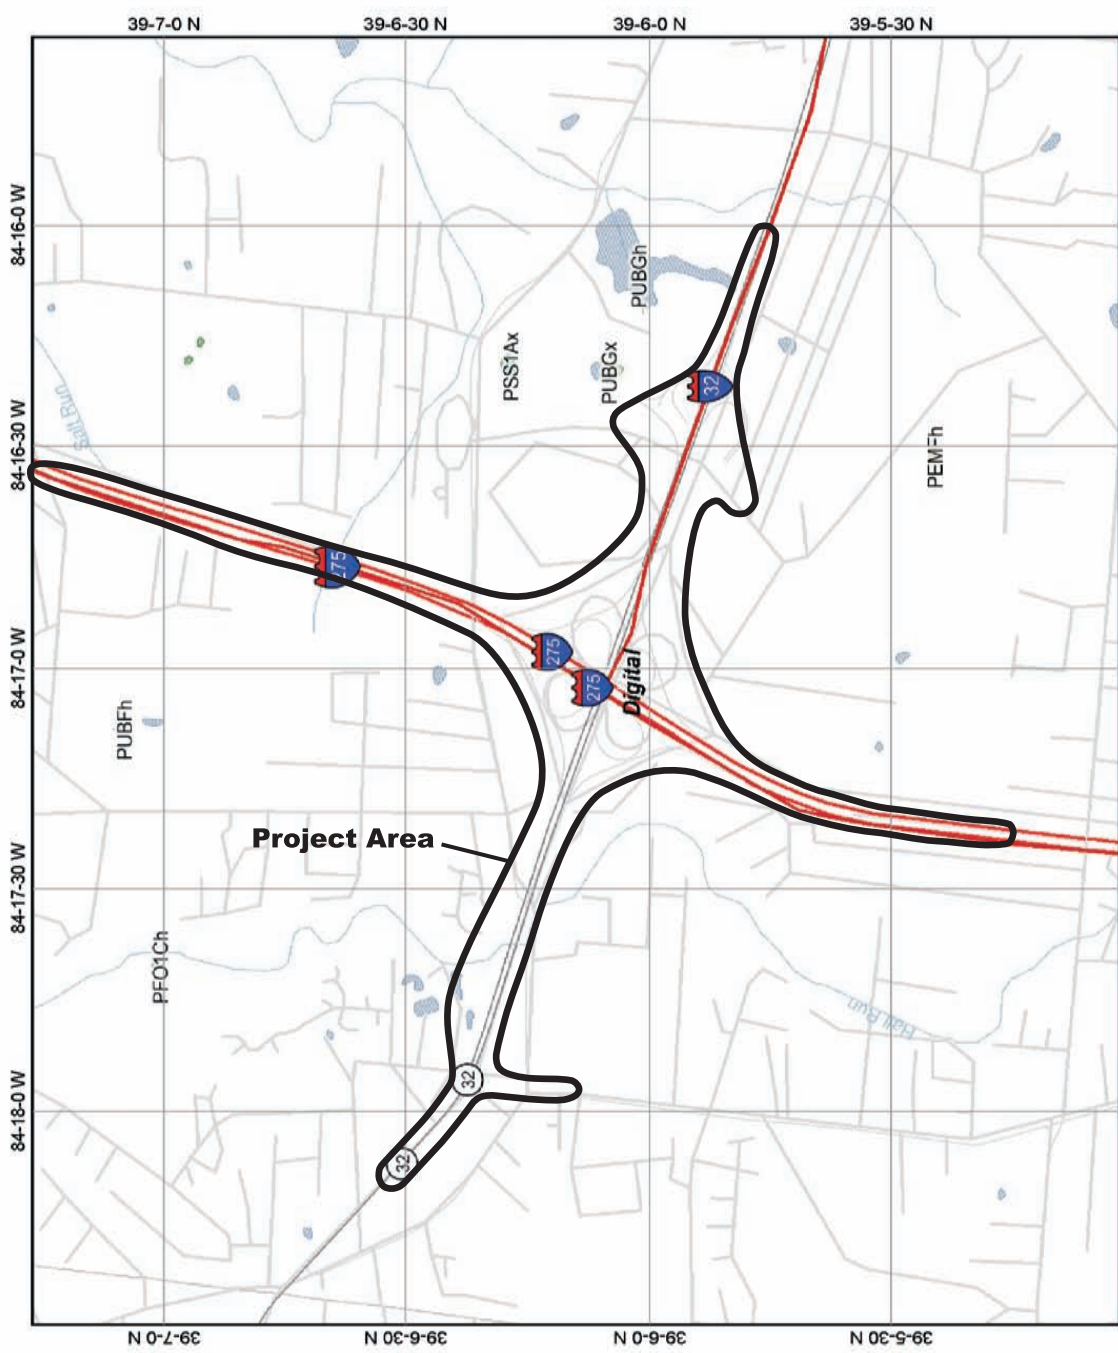 39-7-0 N
39-6-30 N
39-6-0 N
39-5-30 N
84-16-0 W
84-16-30 W
84-17-0 W
84-17-30 W
84-18-0 W
PUBGh
PSS1Ax
PUBGx
32
Salt Run
PEMFh
275
275
275
Digital
PUBFh
Project Area
PFO1Ch
Hall Run
32
32
39-7-0 N
39-6-30 N
39-6-0 N
39-5-30 N